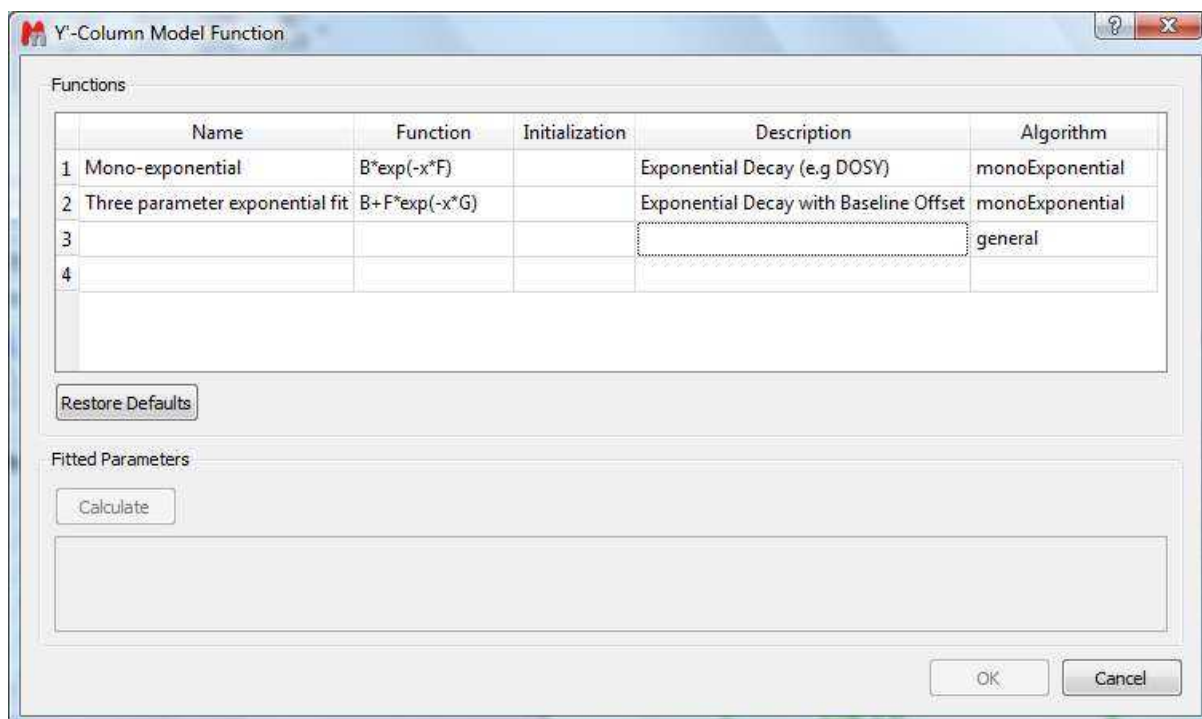 Y'-Column Model Function
Functions
Name Function Initialization Description Algorithm
1 Mono-exponential B*exp(-x*F) Exponential Decay (e.g DOSY) monoExponential
2 Three parameter exponential fit B+F*exp(-x*G) Exponential Decay with Baseline Offset monoExponential
3 general
4
Restore Defaults
Fitted Parameters
Calculate
OK Cancel